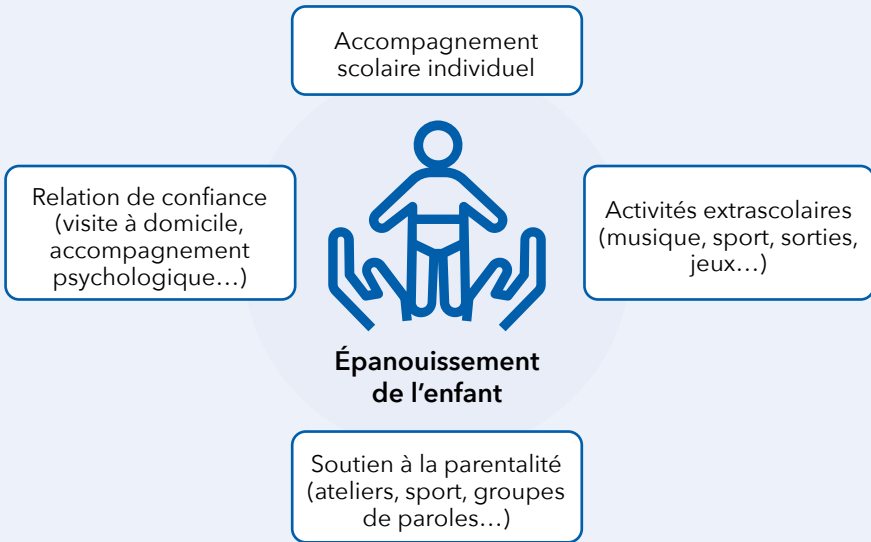 Accompagnement
scolaire individuel
Relation de confiance
(visite à domicile,
accompagnement
psychologique…)
Activités extrascolaires
(musique, sport, sorties,
jeux…)
Épanouissement
de l’enfant
Soutien à la parentalité
(ateliers, sport, groupes
de paroles…)